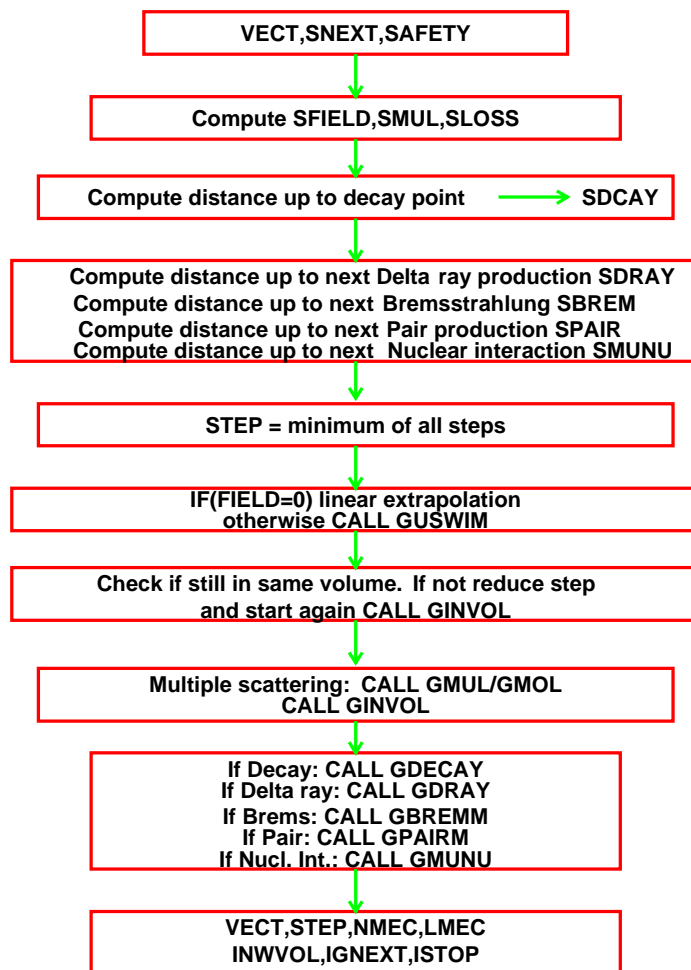 VECT,SNEXT,SAFETY
Compute SFIELD,SMUL,SLOSS
Compute distance up to decay point SDCAY
Compute distance up to next Delta ray production SDRAY
Compute distance up to next Bremsstrahlung SBREM
Compute distance up to next Pair production SPAIR
Compute distance up to next Nuclear interaction SMUNU
STEP = minimum of all steps
IF(FIELD=0) linear extrapolation
otherwise CALL GUSWIM
Check if still in same volume. If not reduce step
and start again CALL GINVOL
Multiple scattering: CALL GMUL/GMOL
CALL GINVOL
If Decay: CALL GDECAY
If Delta ray: CALL GDRAY
If Brems: CALL GBREMM
If Pair: CALL GPAIRM
If Nucl. Int.: CALL GMUNU
VECT,STEP,NMEC,LMEC
INWVOL,IGNEXT,ISTOP